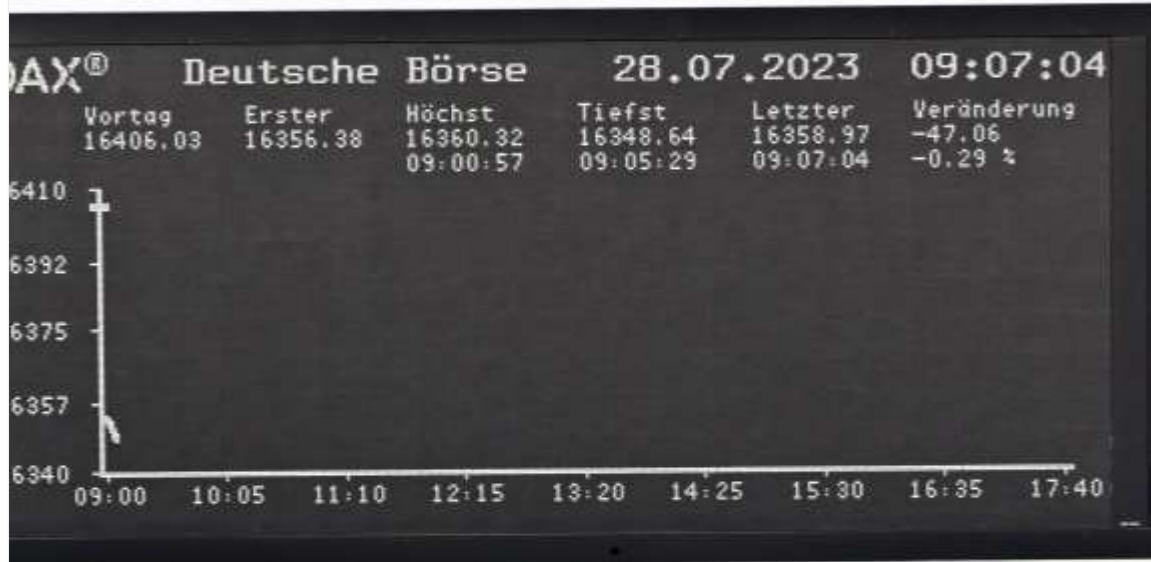 DAX® Deutsche Börse 28.07.2023 09:07:04
Vortag Erster Höchst Tiefst Letzter Veränderung
16406.03 16356.38 16360.32 16348.64 16358.97 -47.06
09:00:57 09:05:29 09:07:04 -0.29 %
6410
6392
6375
6357
6340
09:00 10:05 11:10 12:15 13:20 14:25 15:30 16:35 17:40